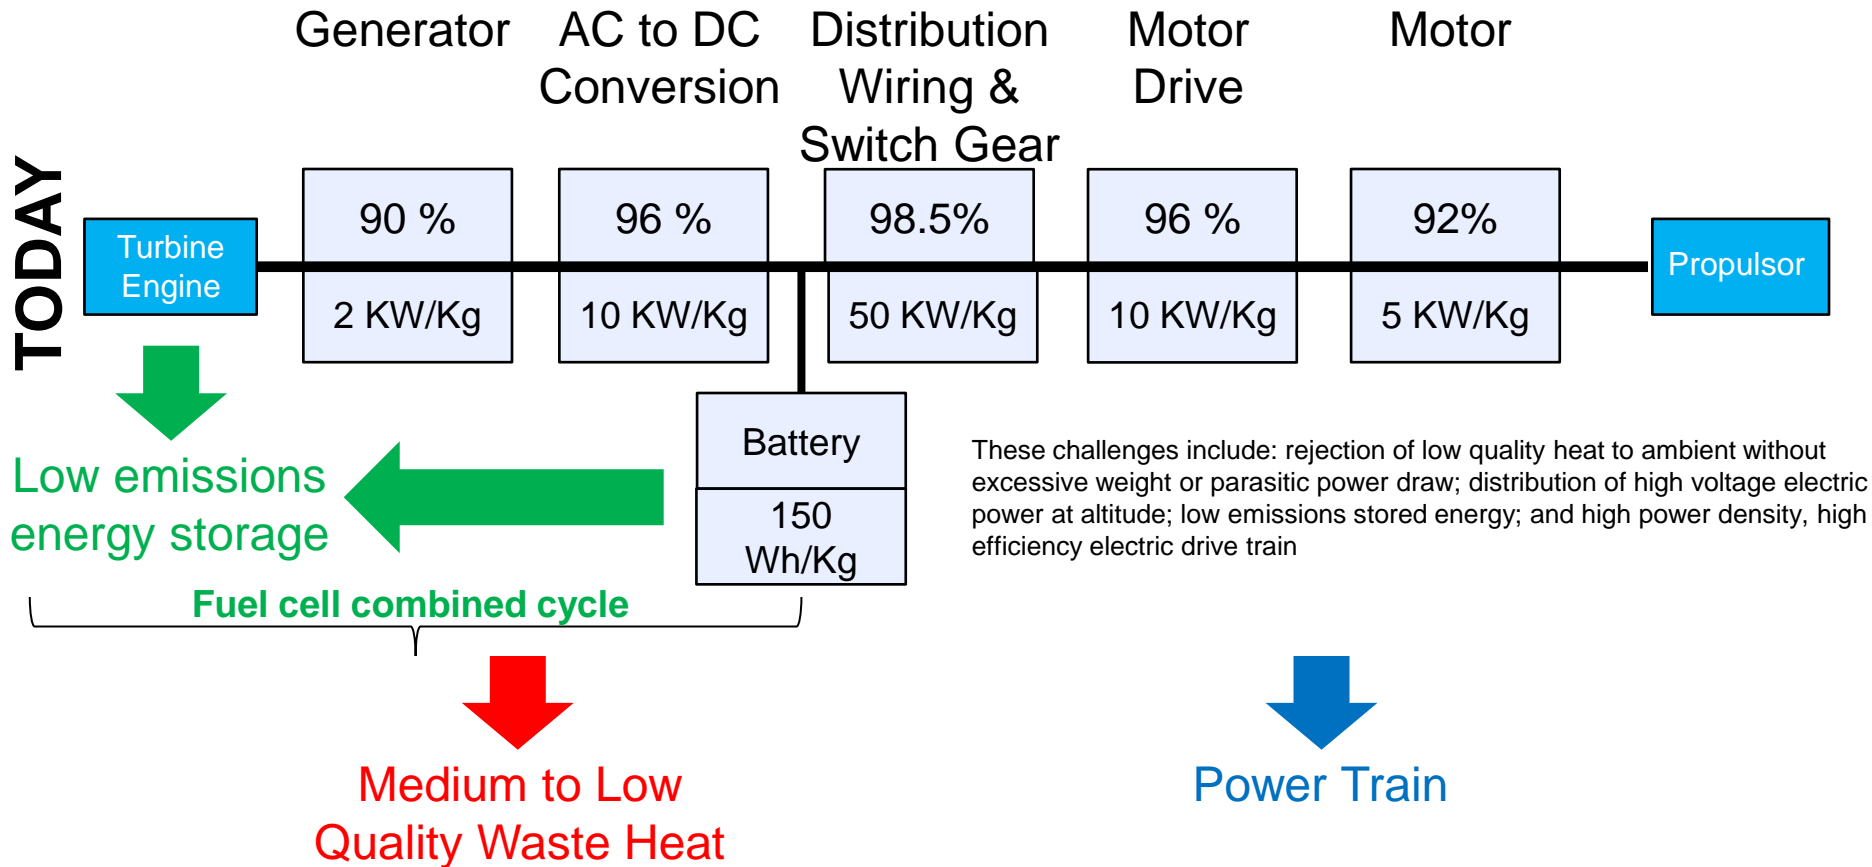 Generator
AC to DC
Conversion
Distribution
Wiring &
Switch Gear
Motor
Drive
Motor
TODAY
Turbine
Engine
90 %
96 %
98.5%
96 %
92%
Propulsor
2 KW/Kg
10 KW/Kg
50 KW/Kg
10 KW/Kg
5 KW/Kg
Battery
150
Wh/Kg
Low emissions
energy storage
These challenges include: rejection of low quality heat to ambient without
excessive weight or parasitic power draw; distribution of high voltage electric
power at altitude; low emissions stored energy; and high power density, high
efficiency electric drive train
Fuel cell combined cycle
Medium to Low
Quality Waste Heat
Power Train